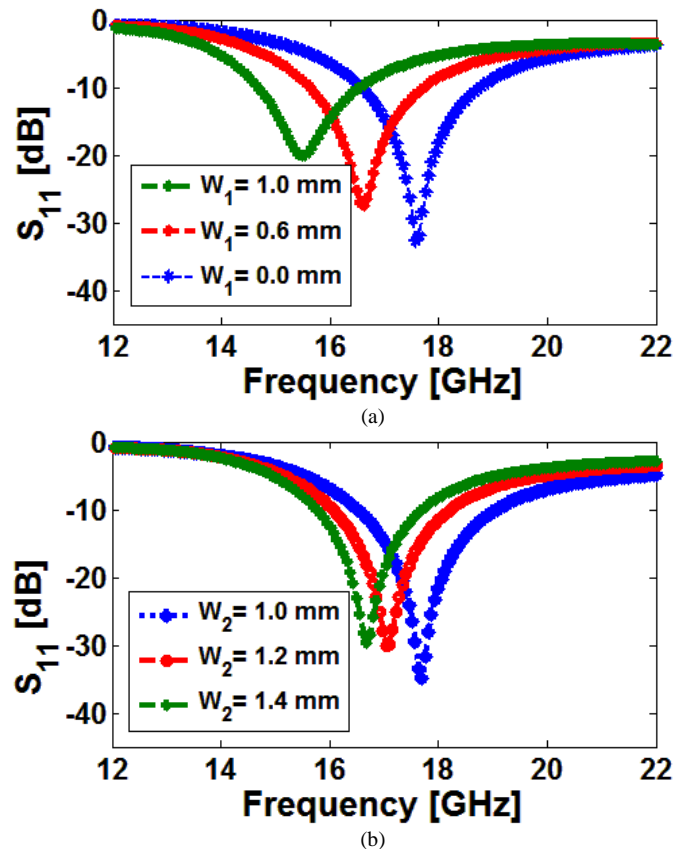 0
-10
-20
-30
-40
S11 [dB]
W1= 1.0 mm
W1= 0.6 mm
W1= 0.0 mm
12 14 16 18 20 22
Frequency [GHz]
(a)
0
-10
-20
-30
-40
S11 [dB]
W2= 1.0 mm
W2= 1.2 mm
W2= 1.4 mm
12 14 16 18 20 22
Frequency [GHz]
(b)